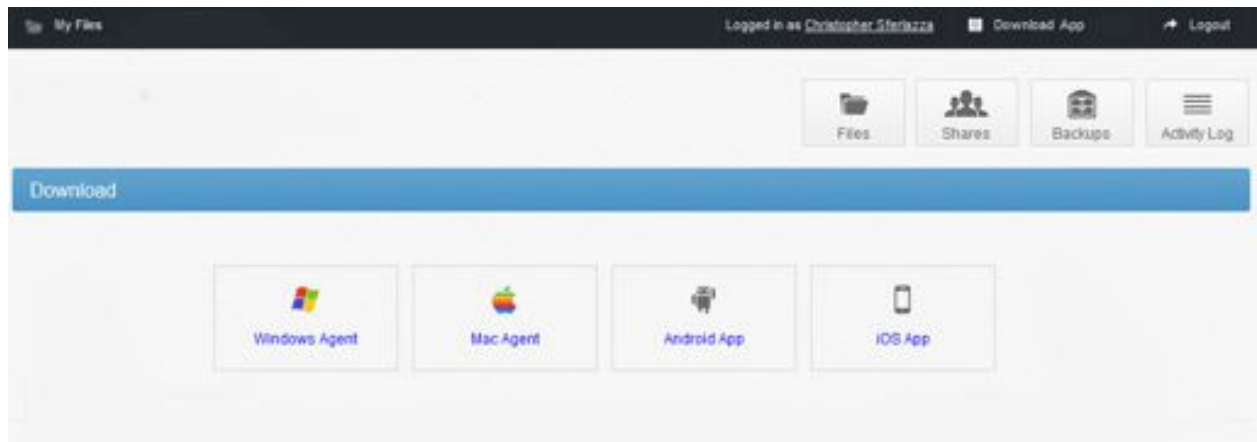 My Files Logged in as Christopher Sferlazza Download App Logout
Files Shares Backups Activity Log
Download
Windows Agent Mac Agent Android App iOS App